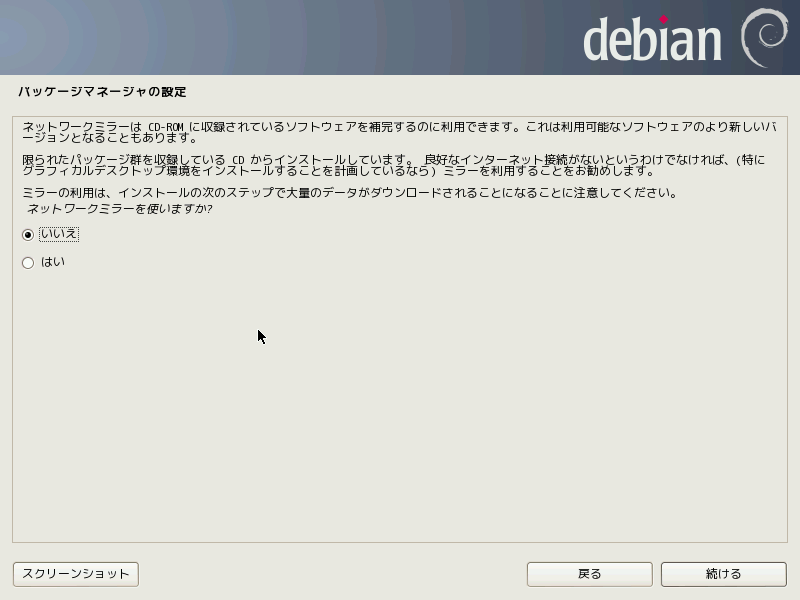 debian
パッケージマネージャの設定
ネットワークミラーは CD-ROM に収録されているソフトウェアを補完するのに利用できます。これは利用可能なソフトウェアのより新しいバ
ージョンとなることもあります。
限られたパッケージ群を収録している CD からインストールしています。 良好なインターネット接続がないというわけでなければ、(特に
グラフィカルデスクトップ環境をインストールすることを計画しているなら) ミラーを利用することをお勧めします。
ミラーの利用は、インストールの次のステップで大量のデータがダウンロードされることになることに注意してください。
ネットワークミラーを使いますか?
いいえ
はい
スクリーンショット
戻る
続ける